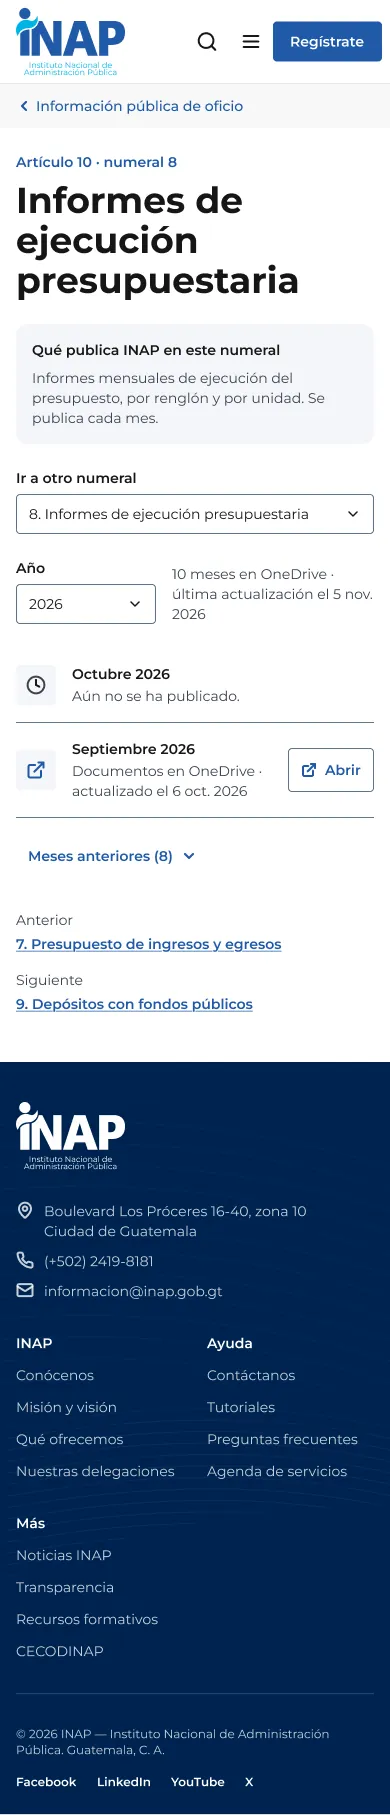 iNAP
Instituto Nacional de
Administración Pública
Regístrate
Información pública de oficio
Artículo 10 · numeral 8
Informes de
ejecución
presupuestaria
Qué publica INAP en este numeral
Informes mensuales de ejecución del
presupuesto, por renglón y por unidad. Se
publica cada mes.
Ir a otro numeral
8. Informes de ejecución presupuestaria
Año
2026
10 meses en OneDrive ·
última actualización el 5 nov.
2026
Octubre 2026
Aún no se ha publicado.
Septiembre 2026
Documentos en OneDrive ·
actualizado el 6 oct. 2026
Abrir
Meses anteriores (8)
Anterior
7. Presupuesto de ingresos y egresos
Siguiente
9. Depósitos con fondos públicos
iNAP
Instituto Nacional de
Administración Pública
Boulevard Los Próceres 16-40, zona 10
Ciudad de Guatemala
(+502) 2419-8181
informacion@inap.gob.gt
INAP
Conócenos
Misión y visión
Qué ofrecemos
Nuestras delegaciones
Ayuda
Contáctanos
Tutoriales
Preguntas frecuentes
Agenda de servicios
Más
Noticias INAP
Transparencia
Recursos formativos
CECODINAP
© 2026 INAP — Instituto Nacional de Administración
Pública. Guatemala, C. A.
Facebook LinkedIn YouTube X